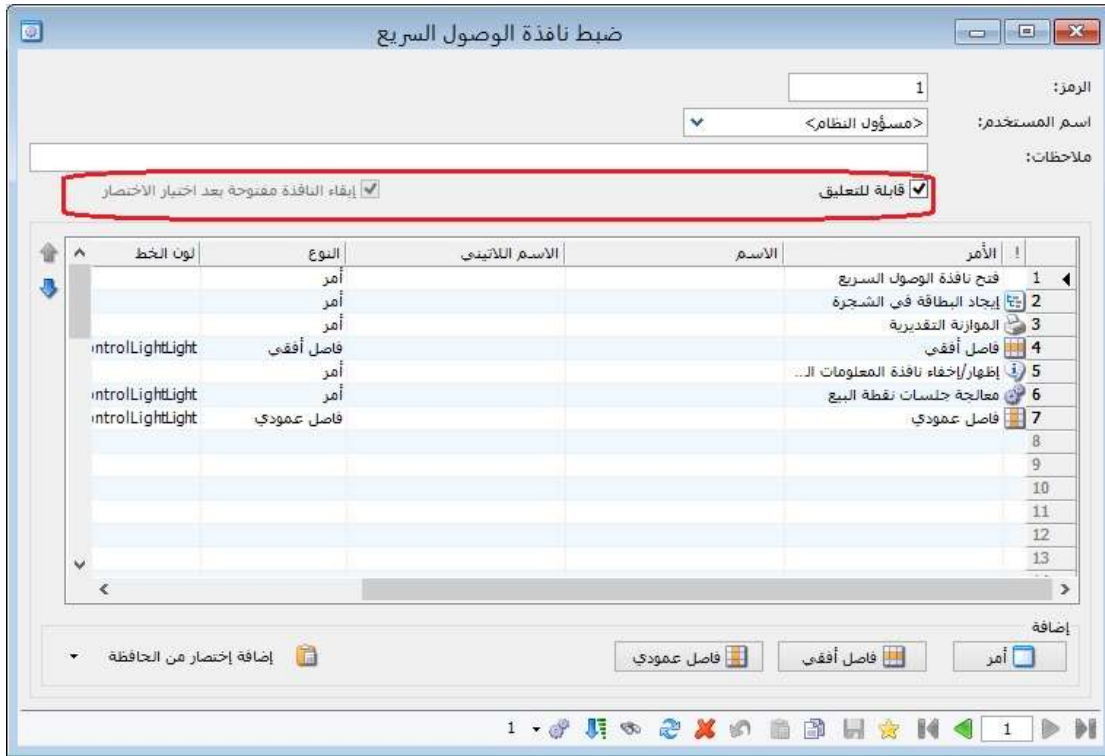 ضبط نافذة الوصول السريع
الرمز: 1
اسم المستخدم: <مسؤول النظام>
ملاحظات:
قابلة للتعليق إبقاء النافذة مفتوحة بعد اختيار الاختصار
! الأمر الاسم الاسم اللاتيني النوع لون الخط
1 فتح نافذة الوصول السريع أمر
2 إيجاد البطاقة في الشجرة أمر
3 الموازنة التقديرية أمر
4 فاصل أفقي فاصل أفقي ontrolLightLight
5 إظهار/إخفاء نافذة المعلومات ال... أمر
6 معالجة جلسات نقطة البيع أمر ontrolLightLight
7 فاصل عمودي فاصل عمودي ontrolLightLight
8
9
10
11
12
13
إضافة
أمر فاصل أفقي فاصل عمودي إضافة إختصار من الحافظة
1 1